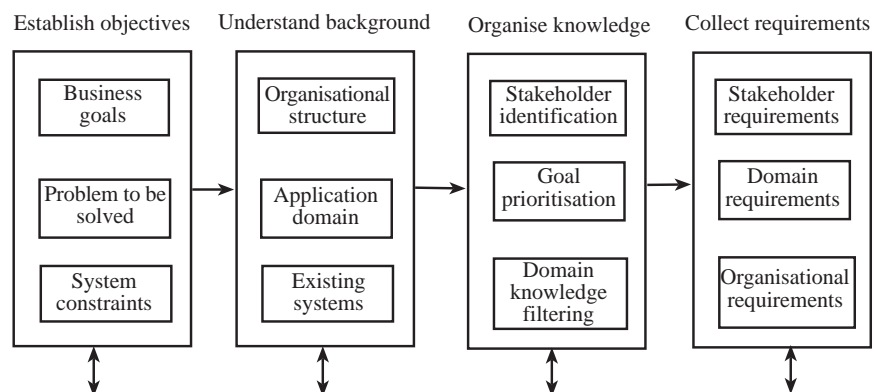 Establish objectives
Understand background
Organise knowledge
Collect requirements
Business
goals
Problem to be
solved
System
constraints
Organisational
structure
Application
domain
Existing
systems
Stakeholder
identification
Goal
prioritisation
Domain
knowledge
filtering
Stakeholder
requirements
Domain
requirements
Organisational
requirements